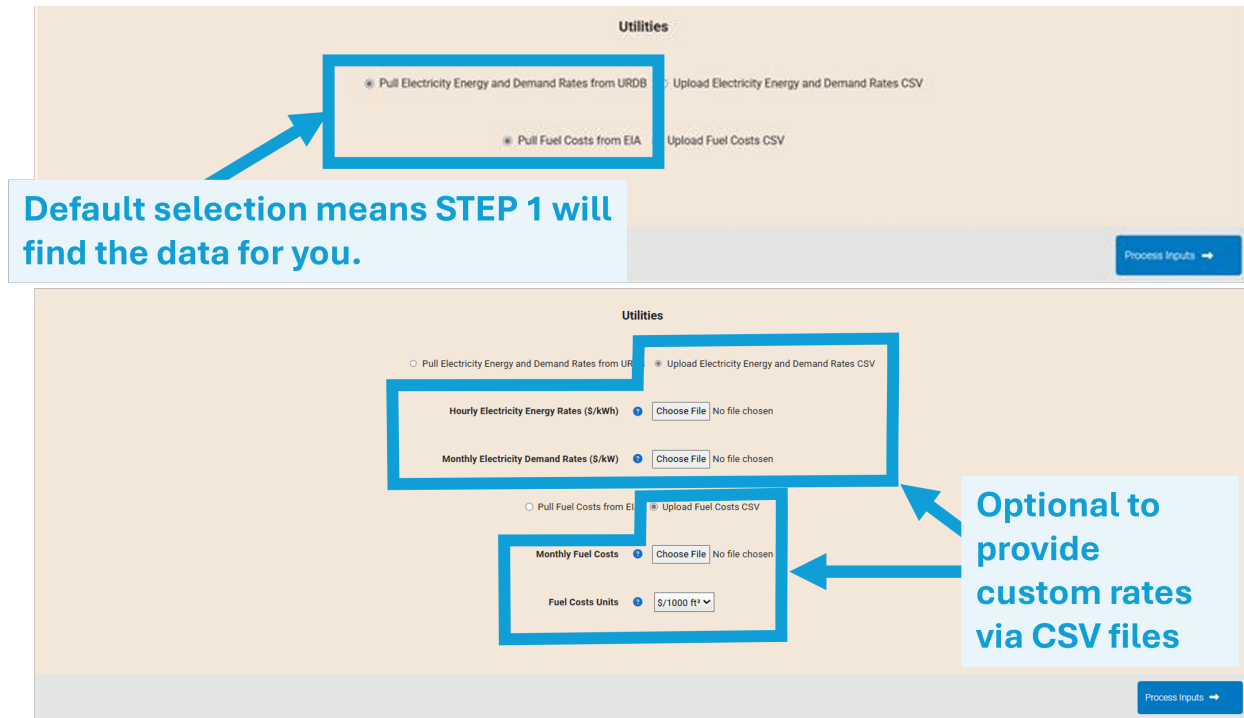 Utilities
Pull Electricity Energy and Demand Rates from URDB Upload Electricity Energy and Demand Rates CSV
Pull Fuel Costs from EIA Upload Fuel Costs CSV
Default selection means STEP 1 will
find the data for you.
Process Inputs →
Utilities
Pull Electricity Energy and Demand Rates from UR Upload Electricity Energy and Demand Rates CSV
Hourly Electricity Energy Rates ($/kWh) ? Choose File No file chosen
Monthly Electricity Demand Rates ($/kW) ? Choose File No file chosen
Pull Fuel Costs from EI Upload Fuel Costs CSV
Monthly Fuel Costs ? Choose File No file chosen
Fuel Costs Units ? $/1000 ft³
Optional to
provide
custom rates
via CSV files
Process Inputs →